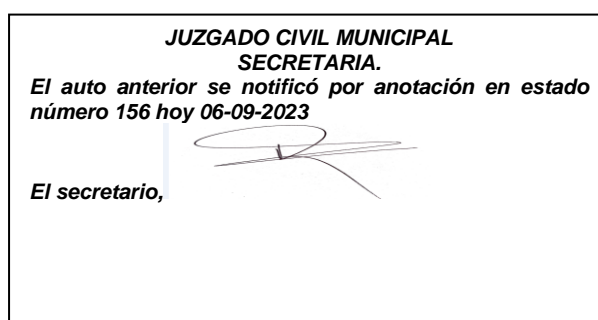 JUZGADO CIVIL MUNICIPAL
SECRETARIA.
El auto anterior se notificó por anotación en estado
número 156 hoy 06-09-2023
El secretario,